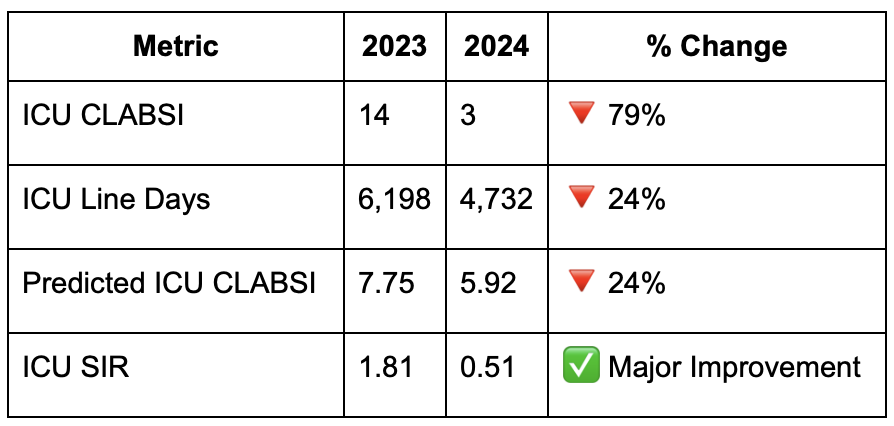 Metric 2023 2024 % Change
ICU CLABSI 14 3 🔻 79%
ICU Line Days 6,198 4,732 🔻 24%
Predicted ICU CLABSI 7.75 5.92 🔻 24%
ICU SIR 1.81 0.51 ✅ Major Improvement